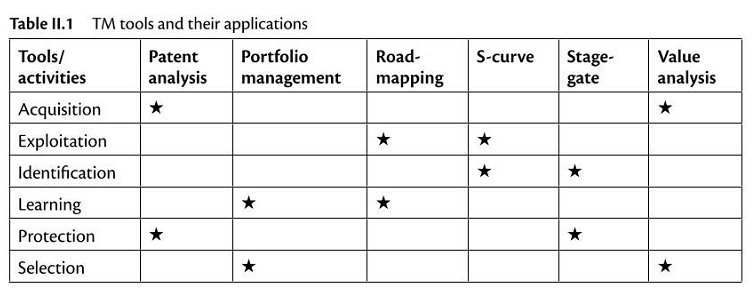 Table II.1 TM tools and their applications
Tools/ Patent Portfolio Road- S-curve Stage- Value
activities analysis management mapping gate analysis
Acquisition ★ ★
Exploitation ★ ★
Identification ★ ★
Learning ★ ★
Protection ★ ★
Selection ★ ★